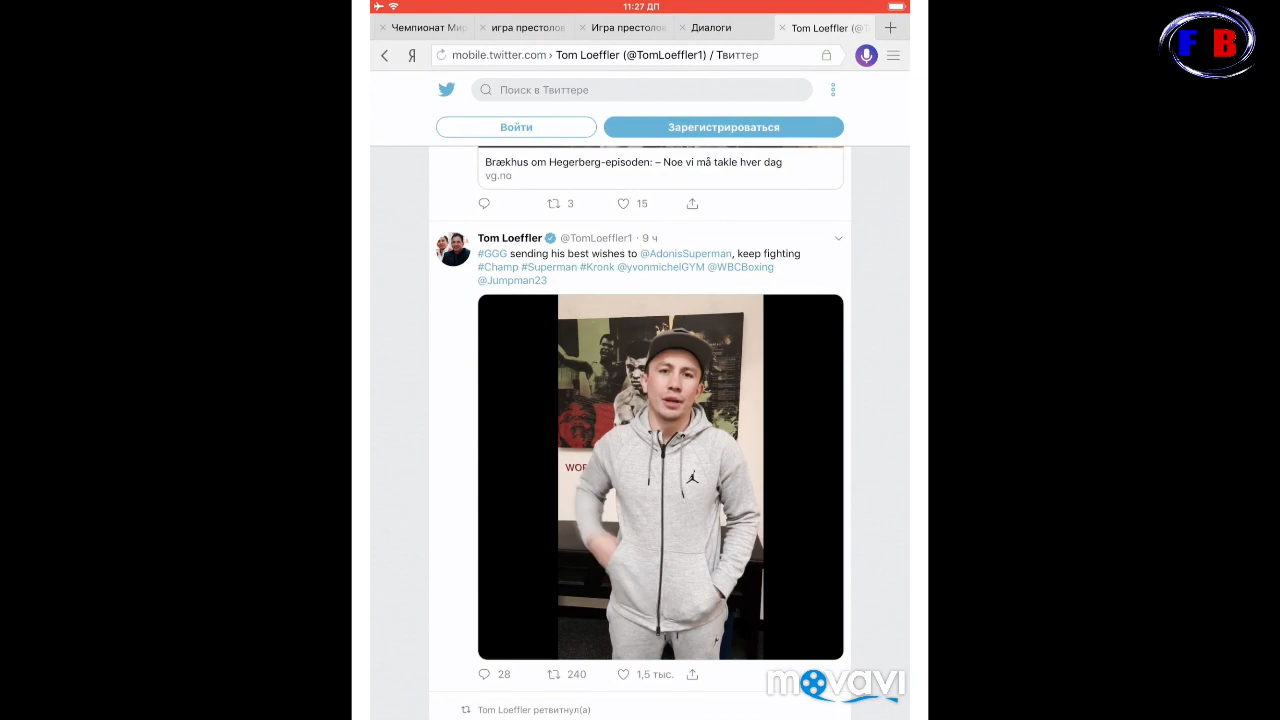 11:27 ДП
F B
Чемпионат Мир
игра престолов
Игра престолов
Диалоги
Tom Loeffler (@T
Я
mobile.twitter.com › Tom Loeffler (@TomLoeffler1) / Твиттер
Поиск в Твиттере
Войти
Зарегистрироваться
Brækhus om Hegerberg-episoden: – Noe vi må takle hver dag
vg.no
3
15
Tom Loeffler @TomLoeffler1 · 9 ч
#GGG sending his best wishes to @AdonisSuperman, keep fighting
#Champ #Superman #Kronk @yvonmichelGYM @WBCBoxing
@Jumpman23
WOR
28
240
1,5 тыс.
movavi
Tom Loeffler ретвитнул(а)